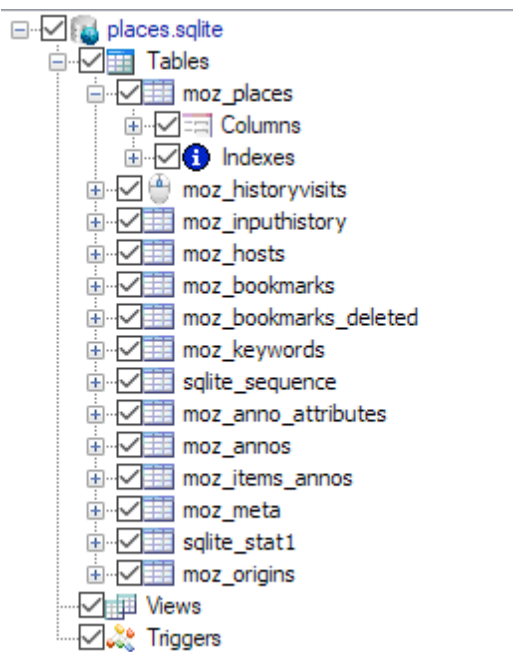 places.sqlite
Tables
moz_places
Columns
Indexes
moz_historyvisits
moz_inputhistory
moz_hosts
moz_bookmarks
moz_bookmarks_deleted
moz_keywords
sqlite_sequence
moz_anno_attributes
moz_annos
moz_items_annos
moz_meta
sqlite_stat1
moz_origins
Views
Triggers